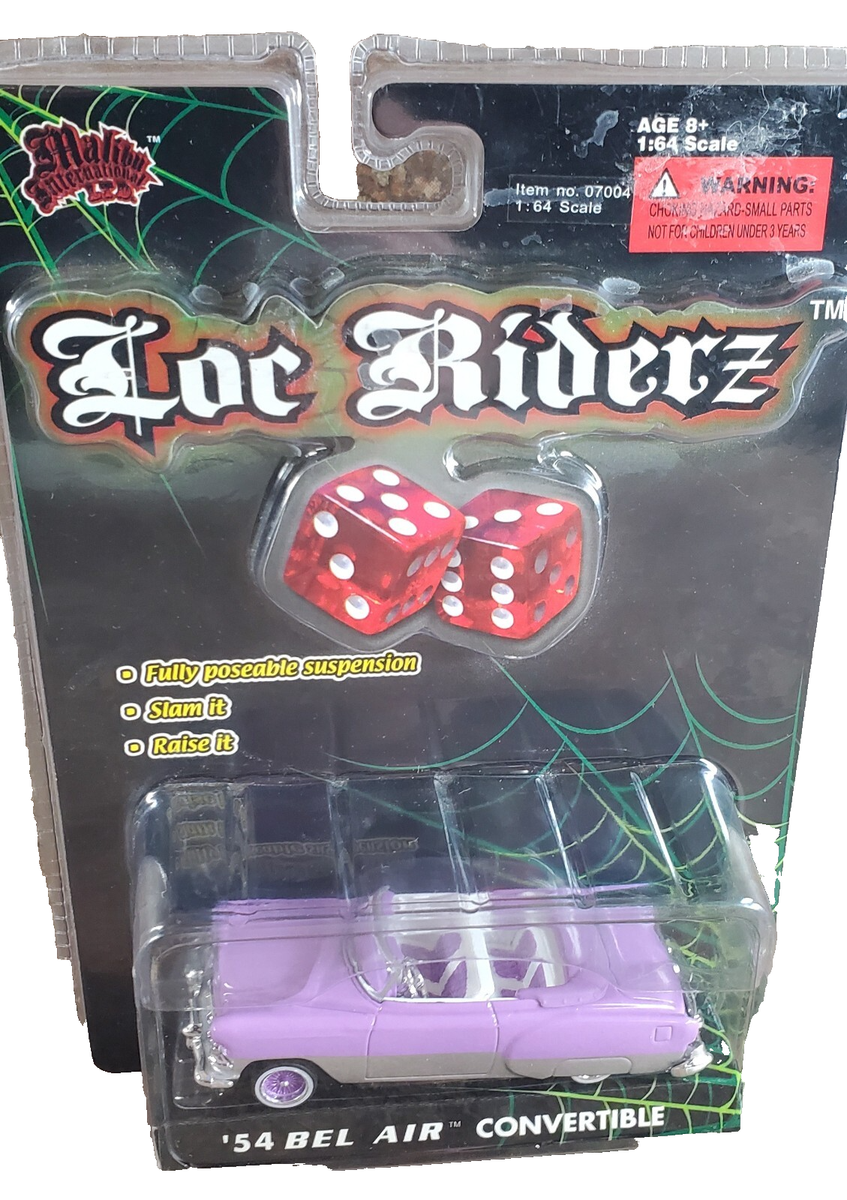 Malibu
International
LTD.
™
AGE 8+
1:64 Scale
Item no. 07004
1:64 Scale
WARNING:
CHOKING HAZARD-SMALL PARTS
NOT FOR CHILDREN UNDER 3 YEARS
Loc Riderz
TM
• Fully poseable suspension
• Slam it
• Raise it
'54 BEL AIR™ CONVERTIBLE